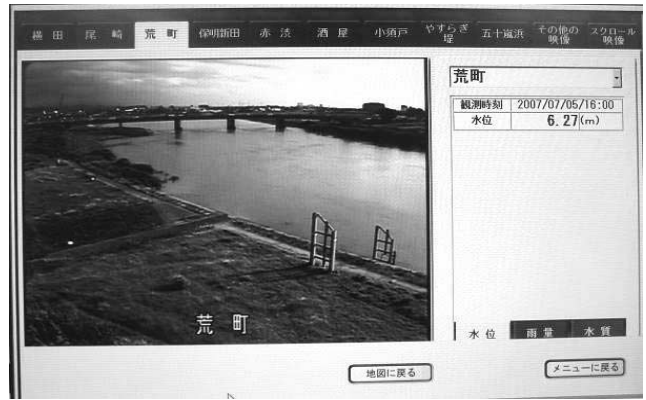 横田 尾崎 荒町 保明新田 赤渋 酒屋 小須戸 やすらぎ堤 五十嵐浜 その他の映像 スクロール映像
荒町
観測時刻 2007/07/05/16:00
水位 6.27(m)
荒町
水位 雨量 水質
地図に戻る メニューに戻る